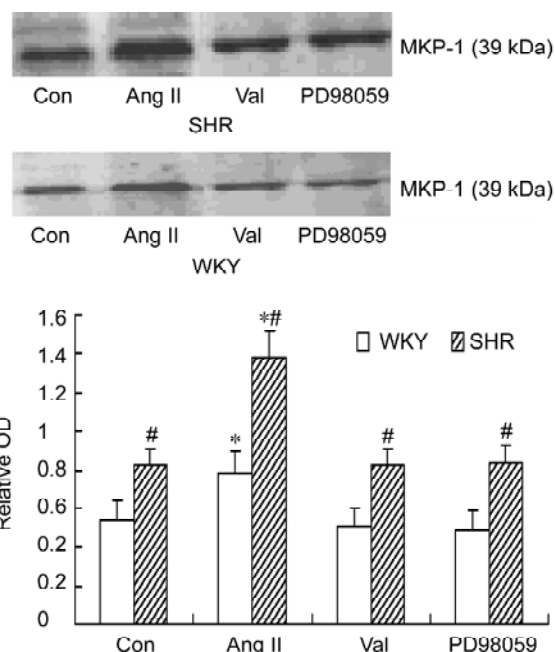 MKP-1 (39 kDa)
Con Ang II Val PD98059
SHR
MKP-1 (39 kDa)
Con Ang II Val PD98059
WKY
1.6
1.4
1.2
1
0.8
0.6
0.2
0.2
0
Relative OD
WKY SHR
#
*
*#
#
#
Con Ang II Val PD98059